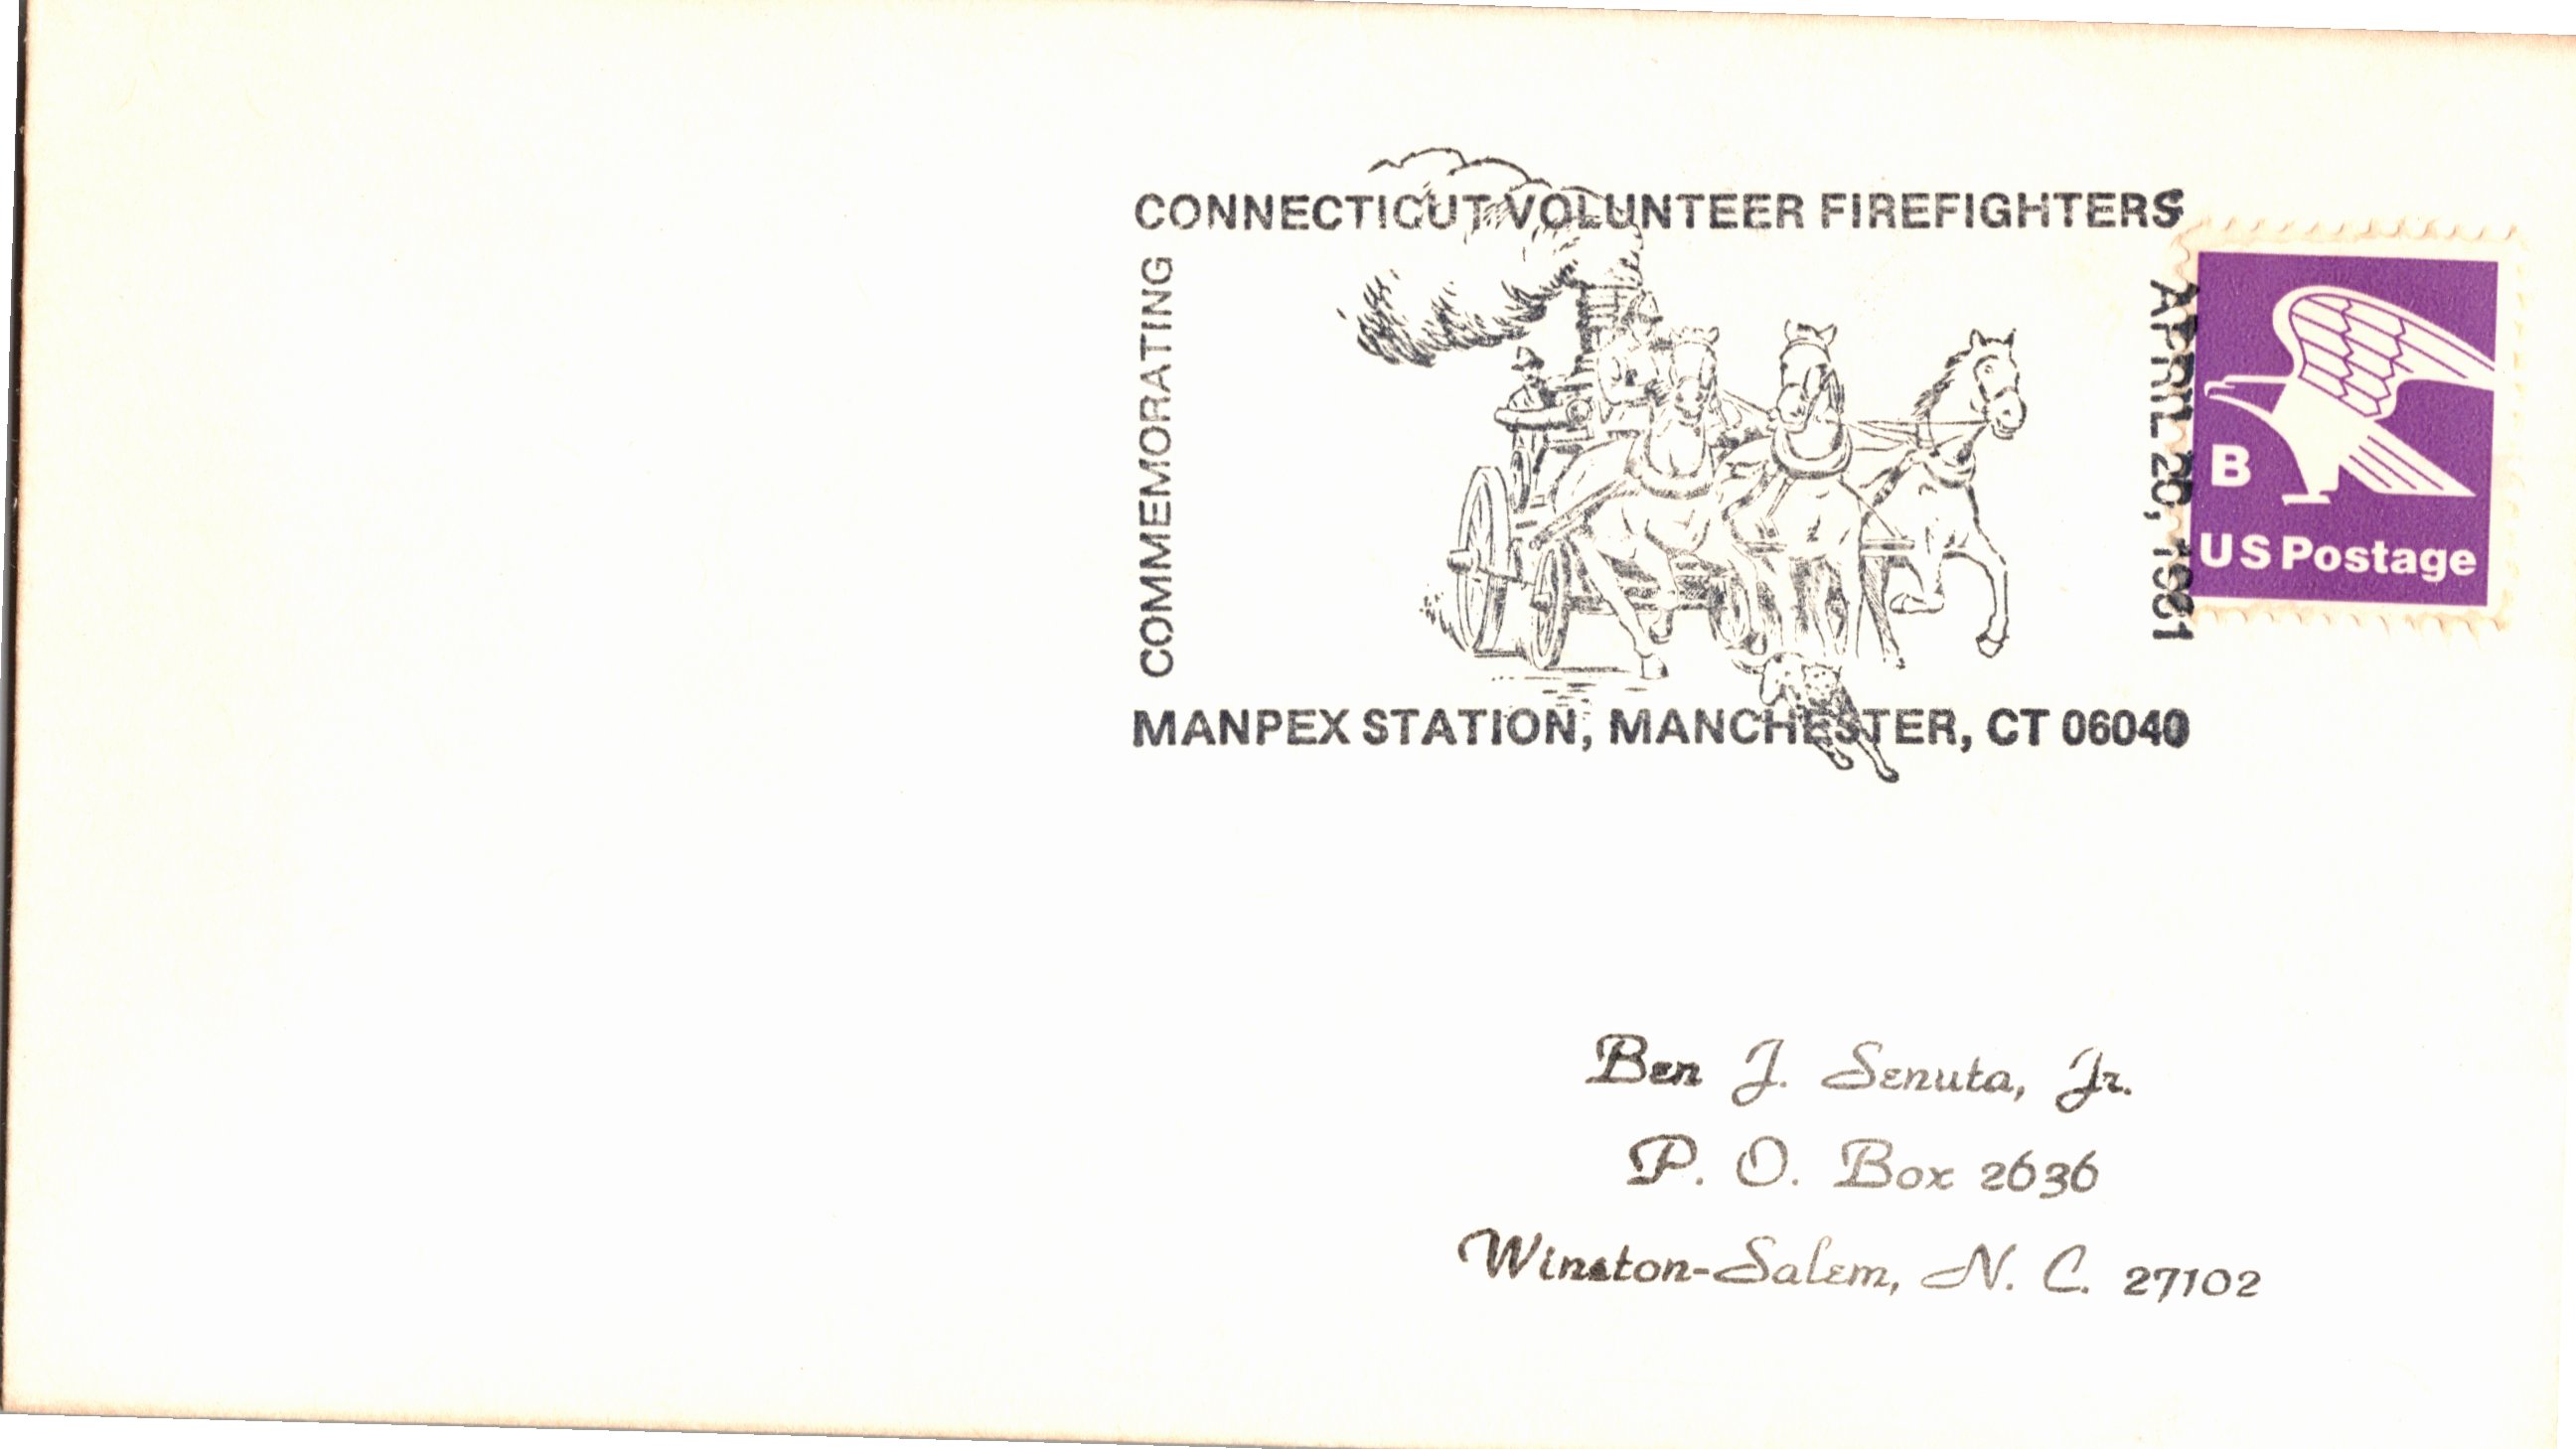 CONNECTICUT VOLUNTEER FIREFIGHTERS
COMMEMORATING
APRIL 25, 1981
MANPEX STATION, MANCHESTER, CT 06040
B
US Postage
Ben J. Senuta, Jr.
P. O. Box 2636
Winston-Salem, N. C. 27102